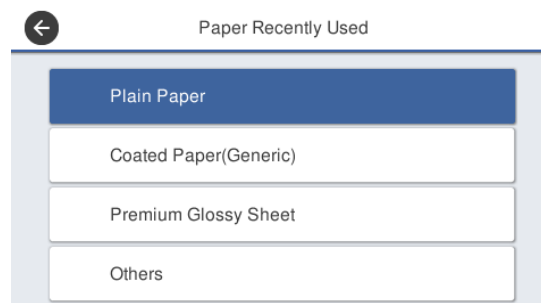 Paper Recently Used
Plain Paper
Coated Paper(Generic)
Premium Glossy Sheet
Others